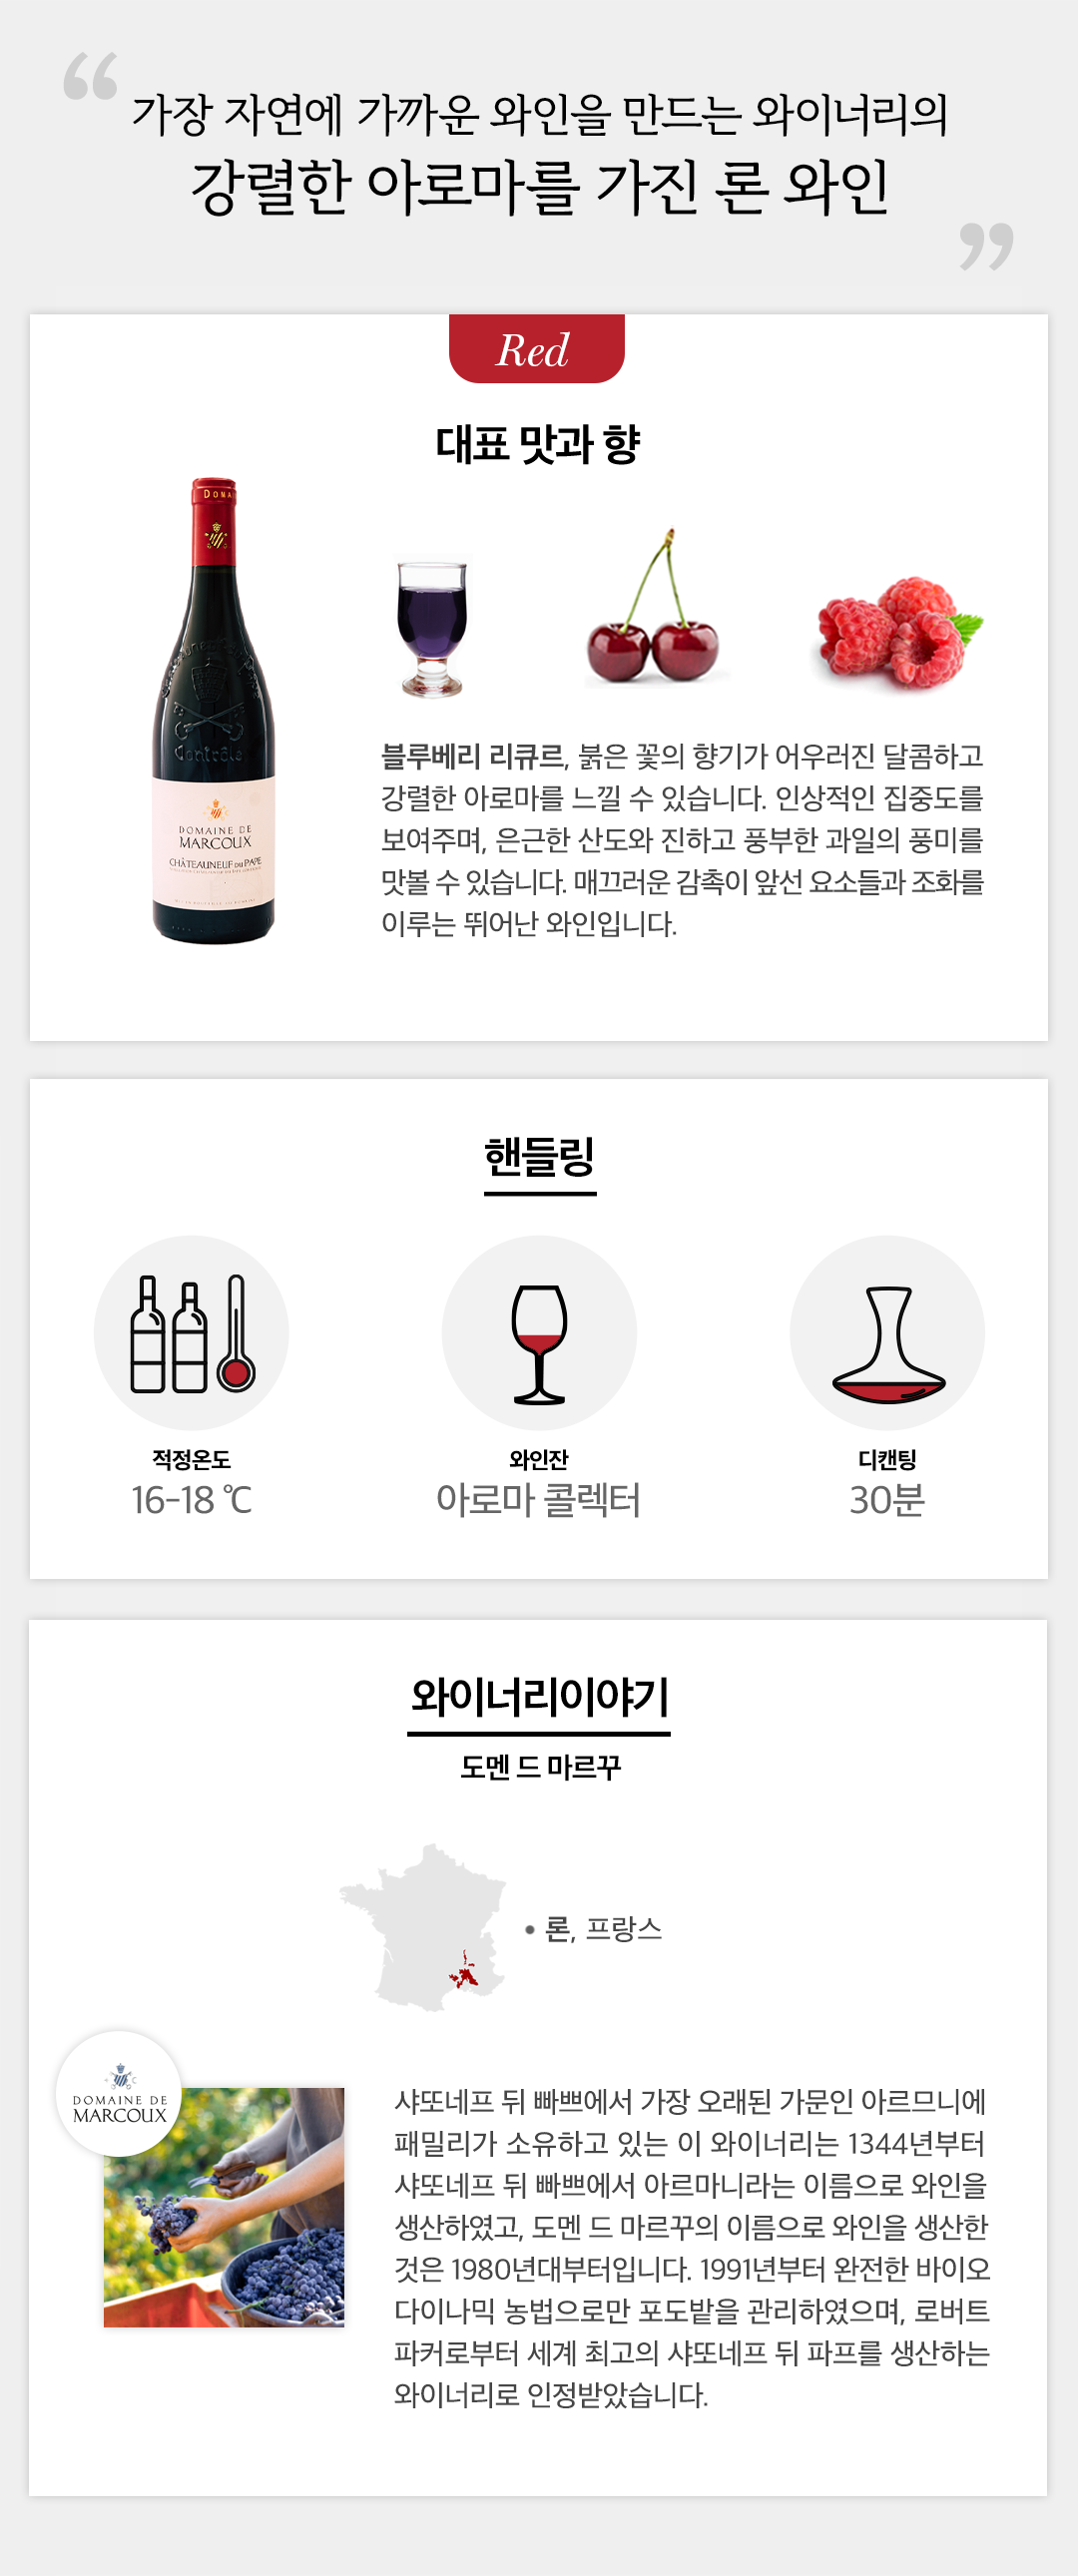 “
가장 자연에 가까운 와인을 만드는 와이너리의
강렬한 아로마를 가진 론 와인
”
Red
대표 맛과 향
DOMA
Contrôle
DOMAINE DE
MARCOUX
CHÂTEAUNEUF DU PAPE
블루베리 리큐르, 붉은 꽃의 향기가 어우러진 달콤하고
강렬한 아로마를 느낄 수 있습니다. 인상적인 집중도를
보여주며, 은근한 산도와 진하고 풍부한 과일의 풍미를
맛볼 수 있습니다. 매끄러운 감촉이 앞선 요소들과 조화를
이루는 뛰어난 와인입니다.
핸들링
적정온도
16-18 ℃
와인잔
아로마 콜렉터
디캔팅
30분
와이너리이야기
도멘 드 마르꾸
• 론, 프랑스
DOMAINE DE
MARCOUX
샤또네프 뒤 빠쁘에서 가장 오래된 가문인 아르므니에
패밀리가 소유하고 있는 이 와이너리는 1344년부터
샤또네프 뒤 빠쁘에서 아르마니라는 이름으로 와인을
생산하였고, 도멘 드 마르꾸의 이름으로 와인을 생산한
것은 1980년대부터입니다. 1991년부터 완전한 바이오
다이나믹 농법으로만 포도밭을 관리하였으며, 로버트
파커로부터 세계 최고의 샤또네프 뒤 파프를 생산하는
와이너리로 인정받았습니다.